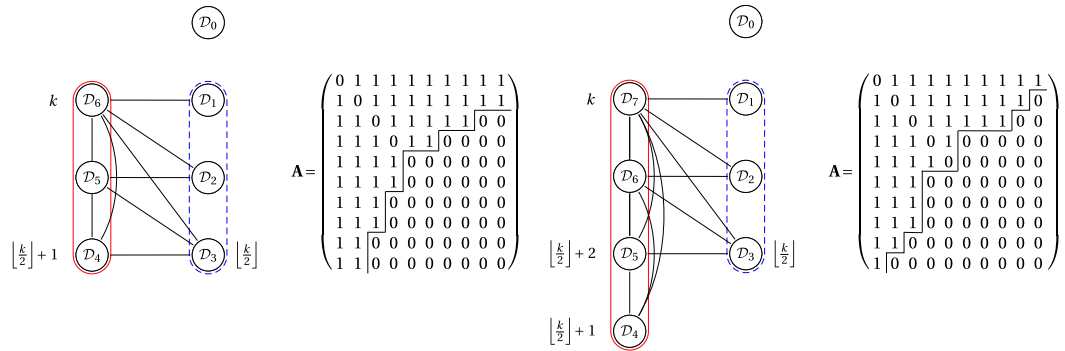 𝒟₀
k 𝒟₆ 𝒟₁
𝒟₅ 𝒟₂
⌊k/2⌋ + 1 𝒟₄ 𝒟₃ ⌊k/2⌋
A =
0 1 1 1 1 1 1 1 1 1
1 0 1 1 1 1 1 1 1 1
1 1 0 1 1 1 1 1 0 0
1 1 1 0 1 1 0 0 0 0
1 1 1 1 0 0 0 0 0 0
1 1 1 1 0 0 0 0 0 0
1 1 1 0 0 0 0 0 0 0
1 1 1 0 0 0 0 0 0 0
1 1 0 0 0 0 0 0 0 0
1 1 0 0 0 0 0 0 0 0
𝒟₀
k 𝒟₇ 𝒟₁
𝒟₆ 𝒟₂
⌊k/2⌋ + 2 𝒟₅ 𝒟₃ ⌊k/2⌋
⌊k/2⌋ + 1 𝒟₄
A =
0 1 1 1 1 1 1 1 1 1
1 0 1 1 1 1 1 1 1 0
1 1 0 1 1 1 1 1 0 0
1 1 1 0 1 0 0 0 0 0
1 1 1 1 0 0 0 0 0 0
1 1 1 0 0 0 0 0 0 0
1 1 1 0 0 0 0 0 0 0
1 1 1 0 0 0 0 0 0 0
1 1 0 0 0 0 0 0 0 0
1 0 0 0 0 0 0 0 0 0